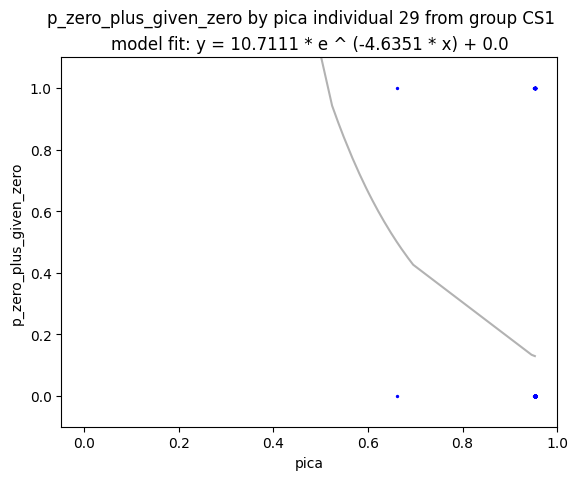 p_zero_plus_given_zero by pica individual 29 from group CS1
model fit: y = 10.7111 * e ^ (-4.6351 * x) + 0.0
1.0
0.8
0.6
0.4
0.2
0.0
p_zero_plus_given_zero
0.0 0.2 0.4 0.6 0.8 1.0
pica